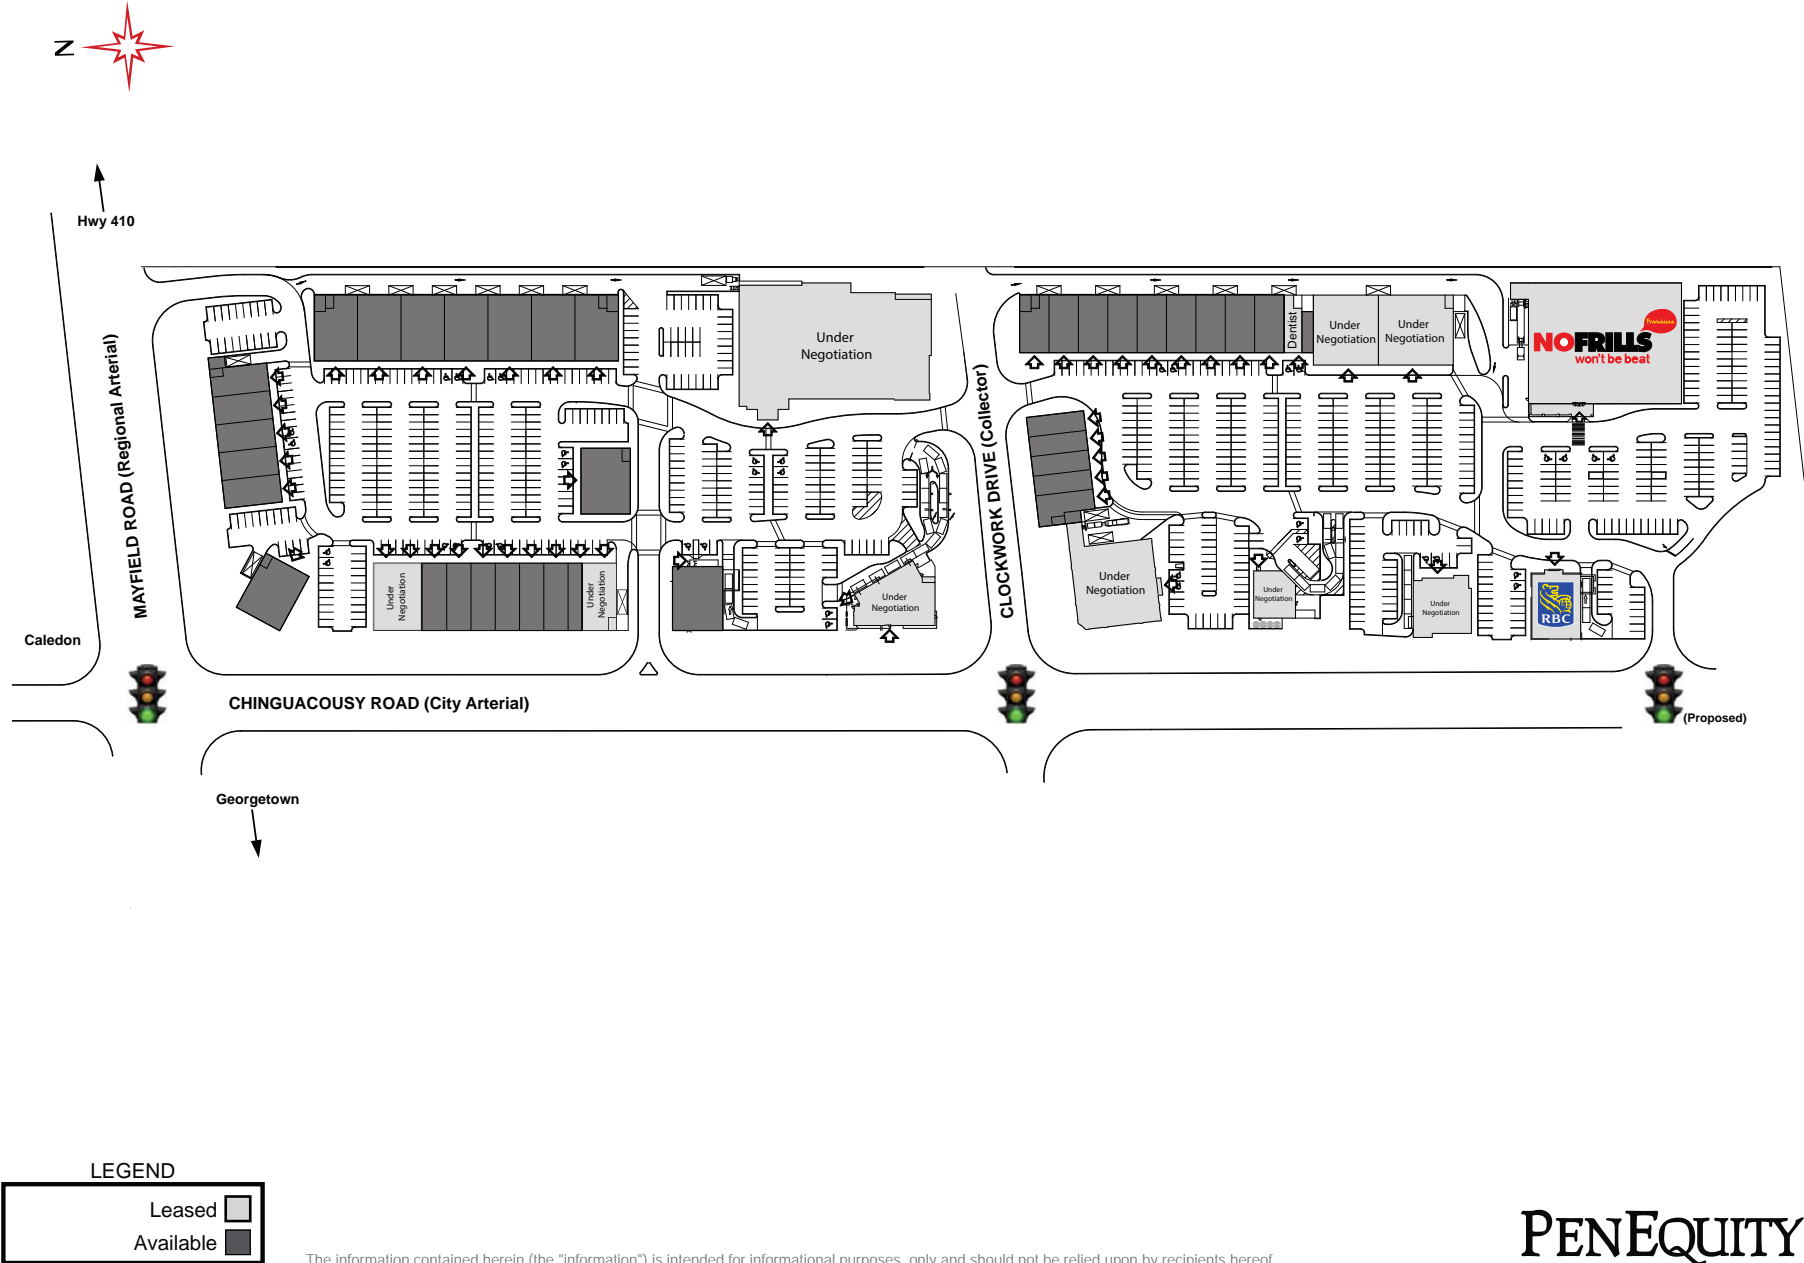 N
Hwy 410
MAYFIELD ROAD (Regional Arterial)
Under
Negotiation
CLOCKWORK DRIVE (Collector)
Dentist
Under
Negotiation
Under
Negotiation
NOFRILLS
won't be beat
Under
Negotiation
Under
Negotiation
Under
Negotiation
Under
Negotiation
Under
Negotiation
Under
Negotiation
RBC
Caledon
CHINGUACOUSY ROAD (City Arterial)
(Proposed)
Georgetown
LEGEND
Leased
Available
The information contained herein (the "information") is intended for informational purposes only and should not be relied upon by recipients hereof.
PENEQUITY